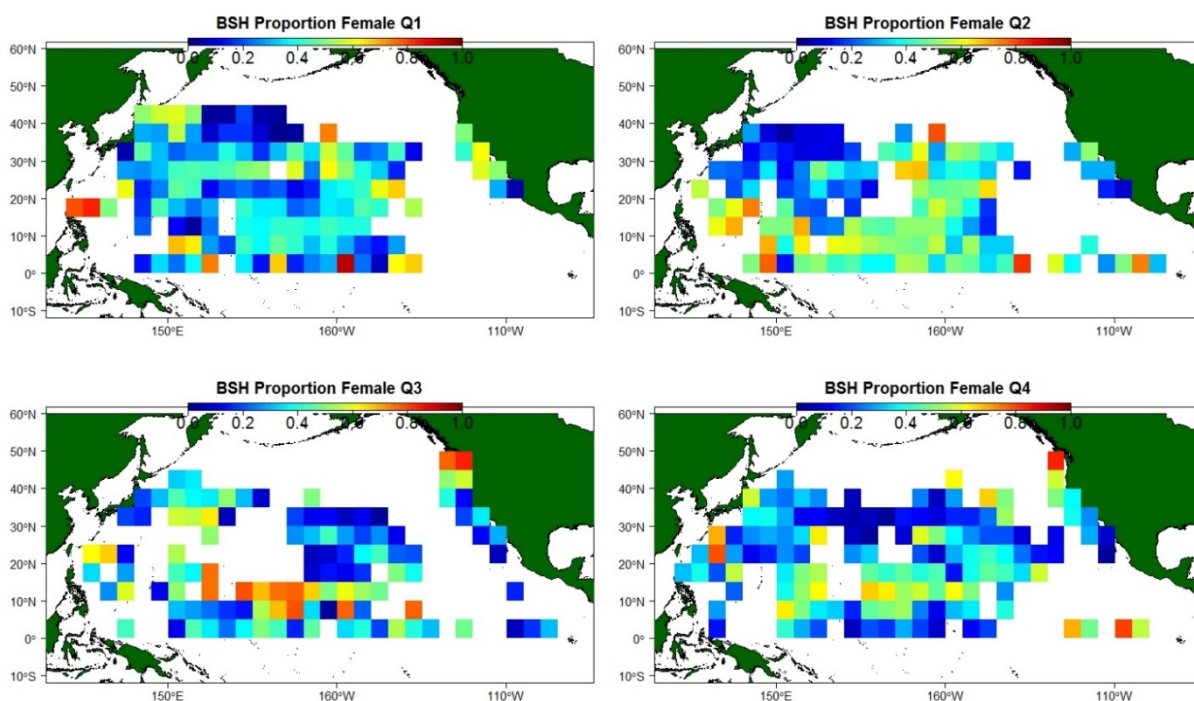 BSH Proportion Female Q1
0.0 0.2 0.4 0.6 0.8 1.0
60°N
50°N
40°N
30°N
20°N
10°N
0°
10°S
150°E 160°W 110°W
BSH Proportion Female Q2
0.0 0.2 0.4 0.6 0.8 1.0
60°N
50°N
40°N
30°N
20°N
10°N
0°
10°S
150°E 160°W 110°W
BSH Proportion Female Q3
0.0 0.2 0.4 0.6 0.8 1.0
60°N
50°N
40°N
30°N
20°N
10°N
0°
10°S
150°E 160°W 110°W
BSH Proportion Female Q4
0.0 0.2 0.4 0.6 0.8 1.0
60°N
50°N
40°N
30°N
20°N
10°N
0°
10°S
150°E 160°W 110°W